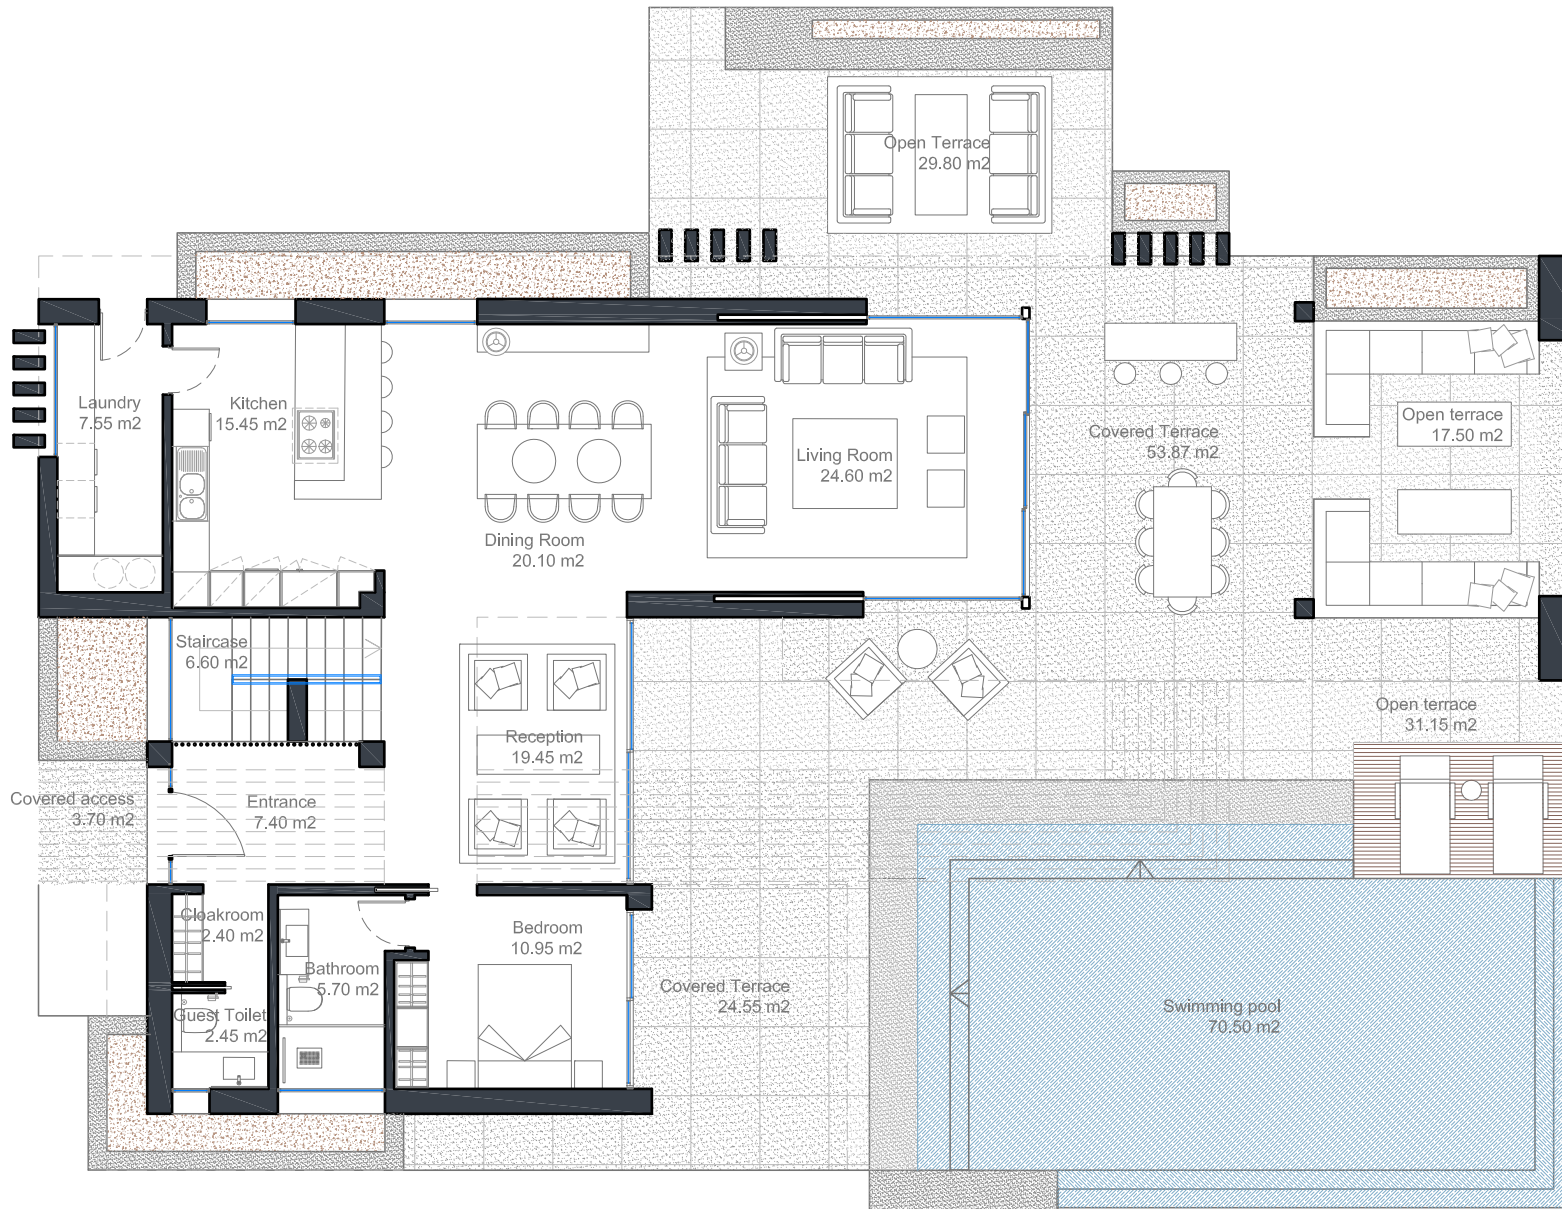 Open Terrace
29.80 m2
Laundry
7.55 m2
Kitchen
15.45 m2
Living Room
24.60 m2
Covered Terrace
53.87 m2
Open terrace
17.50 m2
Dining Room
20.10 m2
Staircase
6.60 m2
Reception
19.45 m2
Open terrace
31.15 m2
Covered access
3.70 m2
Entrance
7.40 m2
Cloakroom
2.40 m2
Bedroom
10.95 m2
Bathroom
5.70 m2
Covered Terrace
24.55 m2
Guest Toilet
2.45 m2
Swimming pool
70.50 m2